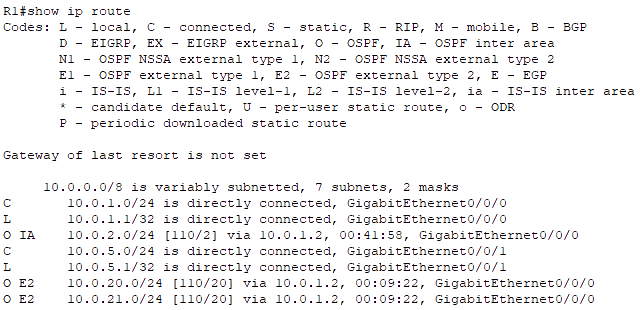 R1#show ip route
Codes: L - local, C - connected, S - static, R - RIP, M - mobile, B - BGP
D - EIGRP, EX - EIGRP external, O - OSPF, IA - OSPF inter area
N1 - OSPF NSSA external type 1, N2 - OSPF NSSA external type 2
E1 - OSPF external type 1, E2 - OSPF external type 2, E - EGP
i - IS-IS, L1 - IS-IS level-1, L2 - IS-IS level-2, ia - IS-IS inter area
* - candidate default, U - per-user static route, o - ODR
P - periodic downloaded static route
Gateway of last resort is not set
10.0.0.0/8 is variably subnetted, 7 subnets, 2 masks
C 10.0.1.0/24 is directly connected, GigabitEthernet0/0/0
L 10.0.1.1/32 is directly connected, GigabitEthernet0/0/0
O IA 10.0.2.0/24 [110/2] via 10.0.1.2, 00:41:58, GigabitEthernet0/0/0
C 10.0.5.0/24 is directly connected, GigabitEthernet0/0/1
L 10.0.5.1/32 is directly connected, GigabitEthernet0/0/1
O E2 10.0.20.0/24 [110/20] via 10.0.1.2, 00:09:22, GigabitEthernet0/0/0
O E2 10.0.21.0/24 [110/20] via 10.0.1.2, 00:09:22, GigabitEthernet0/0/0